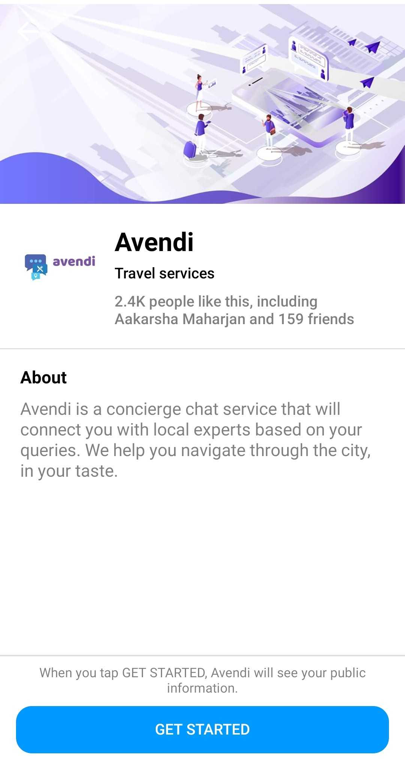 avendi
Avendi
Travel services
2.4K people like this, including
Aakarsha Maharjan and 159 friends
About
Avendi is a concierge chat service that will
connect you with local experts based on your
queries. We help you navigate through the city,
in your taste.
When you tap GET STARTED, Avendi will see your public
information.
GET STARTED